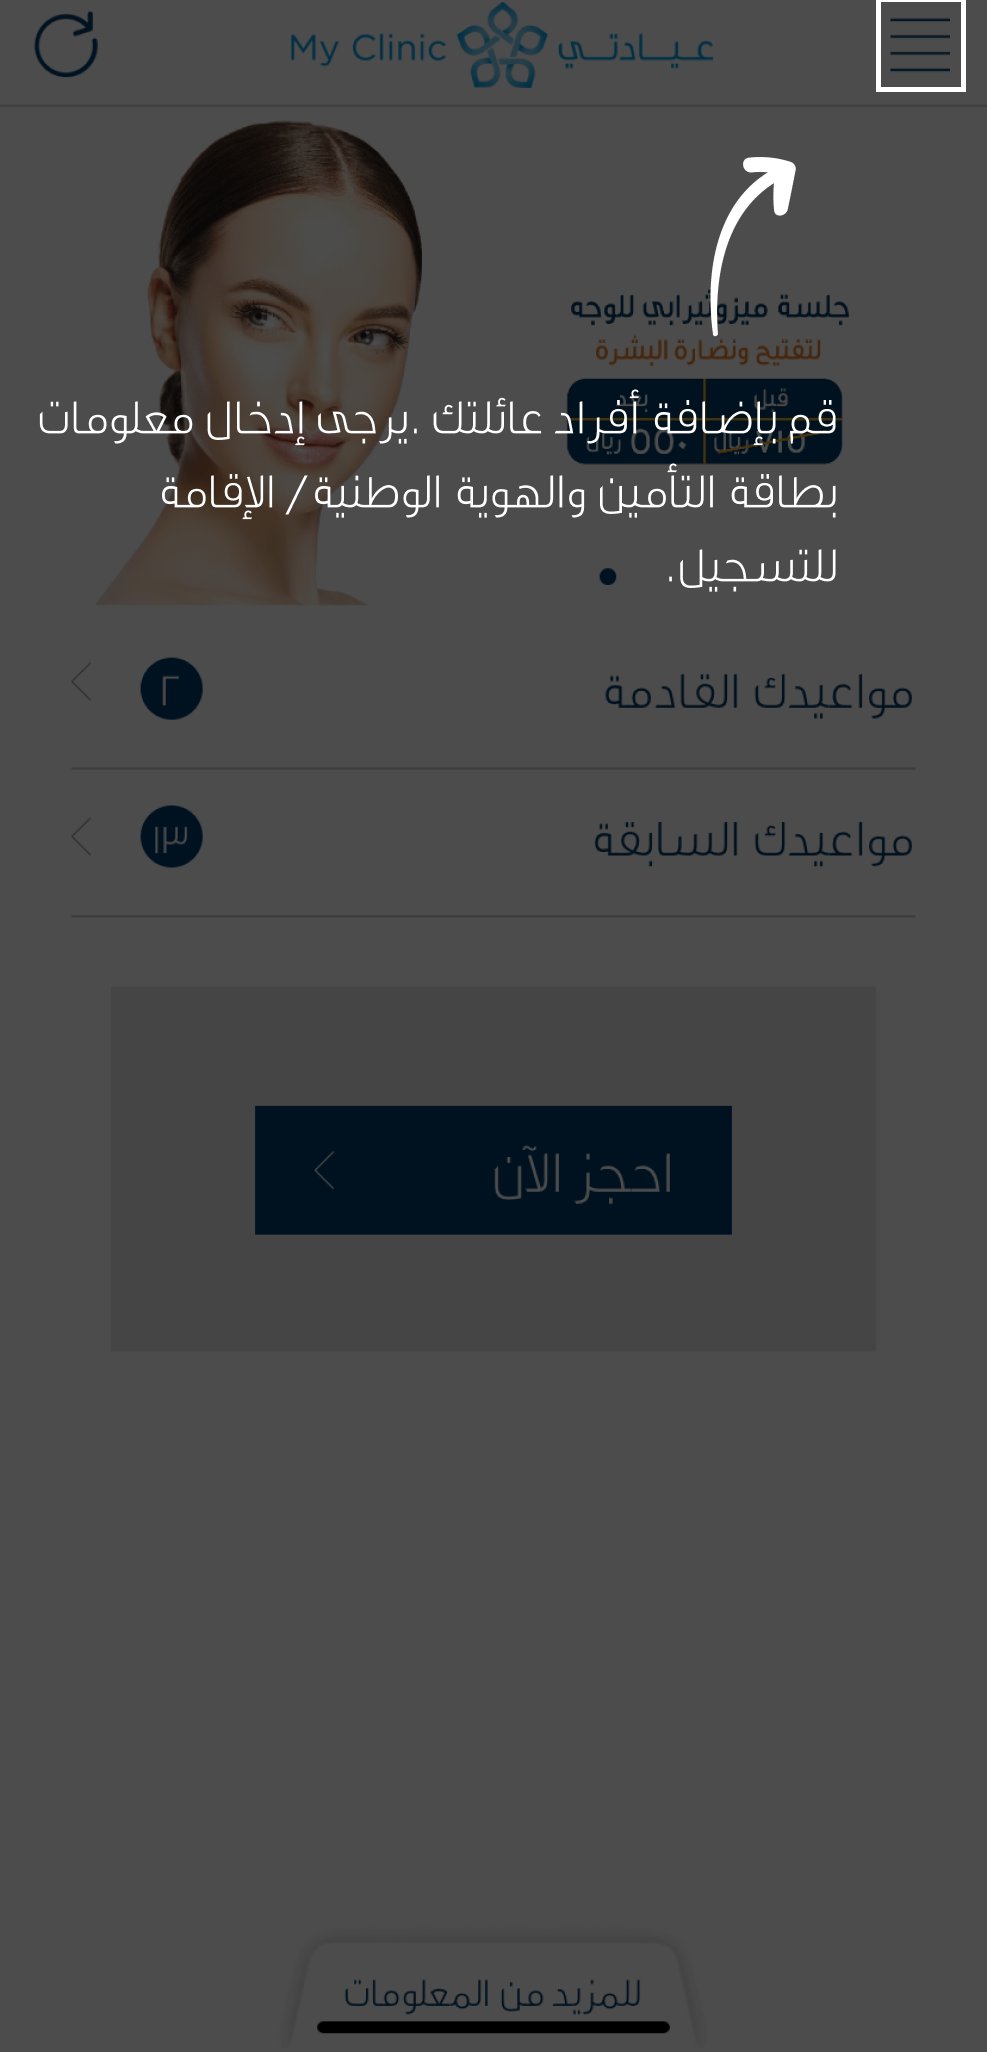 My Clinic عيادتي
جلسة ميزوثيرابي للوجه
لتفتيح ونضارة البشرة
قبل بعد
٧١٥ ريال ٥٥٠ ريال
قم بإضافة أفراد عائلتك .يرجى إدخال معلومات
بطاقة التأمين والهوية الوطنية/ الإقامة
للتسجيل.
مواعيدك القادمة ٢
مواعيدك السابقة ١٣
احجز الآن
للمزيد من المعلومات